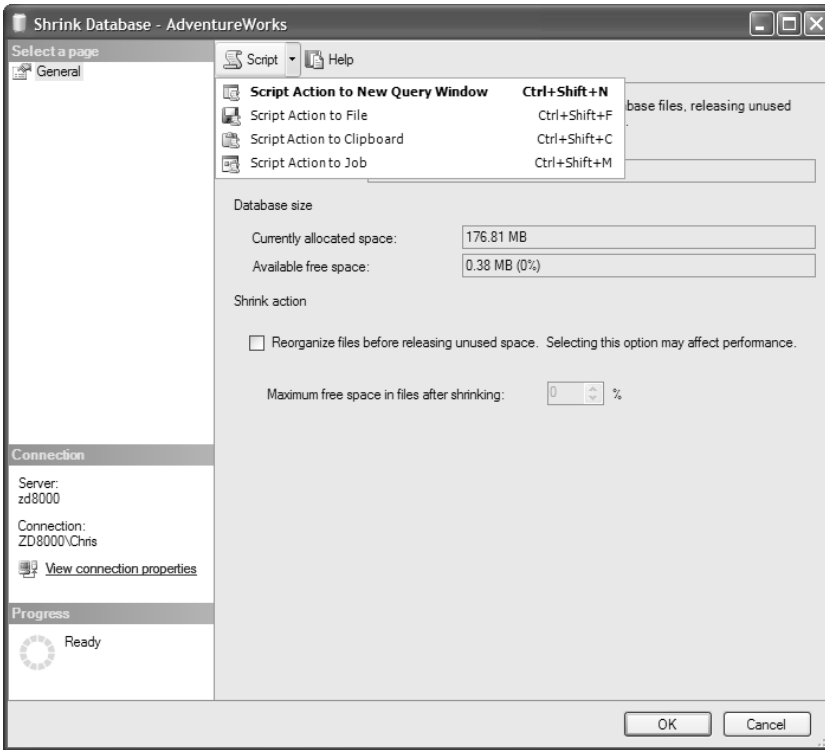 Shrink Database - AdventureWorks
Select a page
General
Script Help
Script Action to New Query Window Ctrl+Shift+N
Script Action to File Ctrl+Shift+F
Script Action to Clipboard Ctrl+Shift+C
Script Action to Job Ctrl+Shift+M
base files, releasing unused
Database size
Currently allocated space: 176.81 MB
Available free space: 0.38 MB (0%)
Shrink action
Reorganize files before releasing unused space. Selecting this option may affect performance.
Maximum free space in files after shrinking: 0 %
Connection
Server:
zd8000
Connection:
ZD8000\Chris
View connection properties
Progress
Ready
OK Cancel